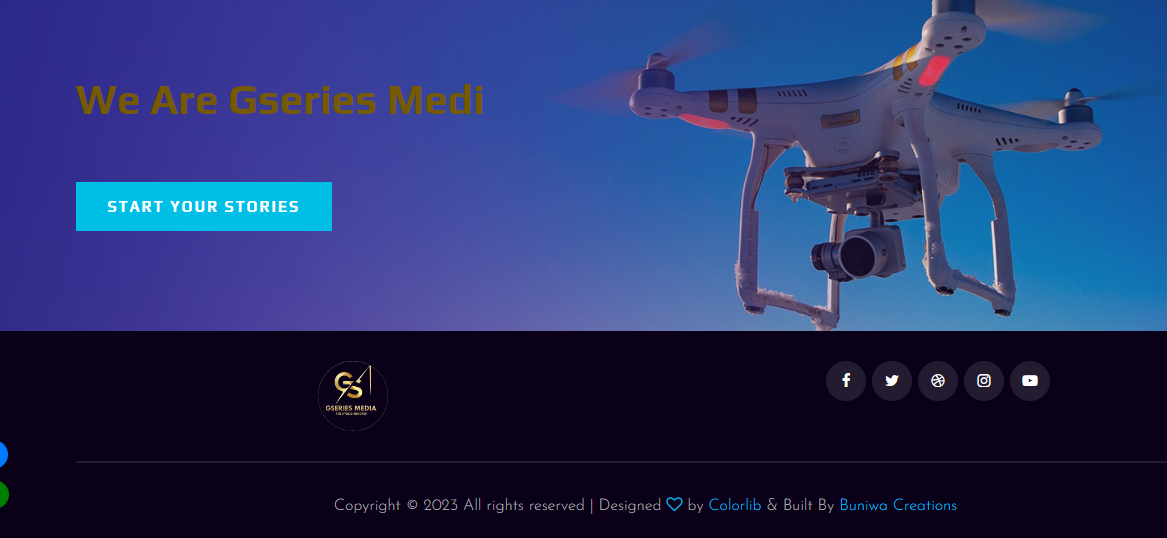 We Are Gseries Medi
START YOUR STORIES
GS
GSERIES MEDIA
Copyright © 2023 All rights reserved | Designed by Colorlib & Built By Buniwa Creations